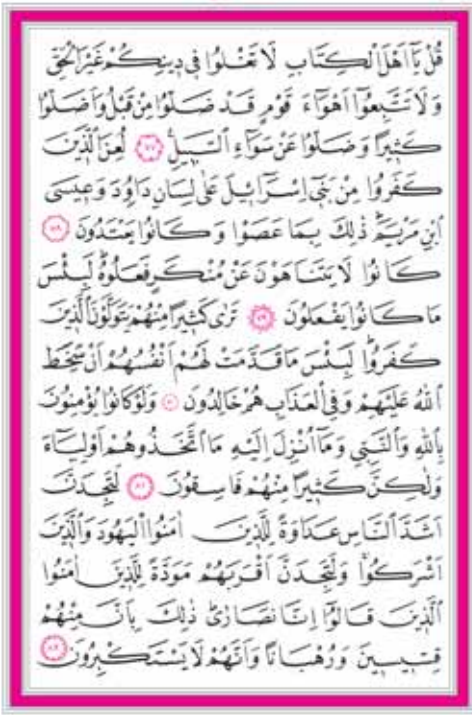 قُلْ يَٓا اَهْلَ الْكِتَابِ لَا تَغْلُوا ف۪ي د۪ينِكُمْ غَيْرَ الْحَقِّ
وَلَا تَتَّبِعُٓوا اَهْوَٓاءَ قَوْمٍ قَدْ ضَلُّوا مِنْ قَبْلُ وَاَضَلُّوا
كَث۪يرًا وَضَلُّوا عَنْ سَوَٓاءِ السَّب۪يلِ ﴿٧٧﴾ لُعِنَ الَّذ۪ينَ
كَفَرُوا مِنْ بَن۪ٓي اِسْرَٓائ۪لَ عَلٰى لِسَانِ دَاوُ۫دَ وَع۪يسَى
ابْنِ مَرْيَمَۜ ذٰلِكَ بِمَا عَصَوْا وَكَانُوا يَعْتَدُونَ ﴿٧٨﴾
كَانُوا لَا يَتَنَاهَوْنَ عَنْ مُنْكَرٍ فَعَلُوهُۜ لَبِئْسَ
مَا كَانُوا يَفْعَلُونَ ﴿٧٩﴾ تَرٰى كَث۪يرًا مِنْهُمْ يَتَوَلَّوْنَ الَّذ۪ينَ
كَفَرُواۜ لَبِئْسَ مَا قَدَّمَتْ لَهُمْ اَنْفُسُهُمْ اَنْ سَخِطَ
اللّٰهُ عَلَيْهِمْ وَفِي الْعَذَابِ هُمْ خَالِدُونَ ﴿٨٠﴾ وَلَوْ كَانُوا يُؤْمِنُونَ
بِاللّٰهِ وَالنَّبِيِّ وَمَٓا اُنْزِلَ اِلَيْهِ مَا اتَّخَذُوهُمْ اَوْلِيَٓاءَ
وَلٰكِنَّ كَث۪يرًا مِنْهُمْ فَاسِقُونَ ﴿٨١﴾ لَتَجِدَنَّ
اَشَدَّ النَّاسِ عَدَاوَةً لِلَّذ۪ينَ اٰمَنُوا الْيَهُودَ وَالَّذ۪ينَ
اَشْرَكُواۚ وَلَتَجِدَنَّ اَقْرَبَهُمْ مَوَدَّةً لِلَّذ۪ينَ اٰمَنُوا
الَّذ۪ينَ قَالُٓوا اِنَّا نَصَارٰىۜ ذٰلِكَ بِاَنَّ مِنْهُمْ
قِسّ۪يس۪ينَ وَرُهْبَانًا وَاَنَّهُمْ لَا يَسْتَكْبِرُونَ ﴿٨٢﴾